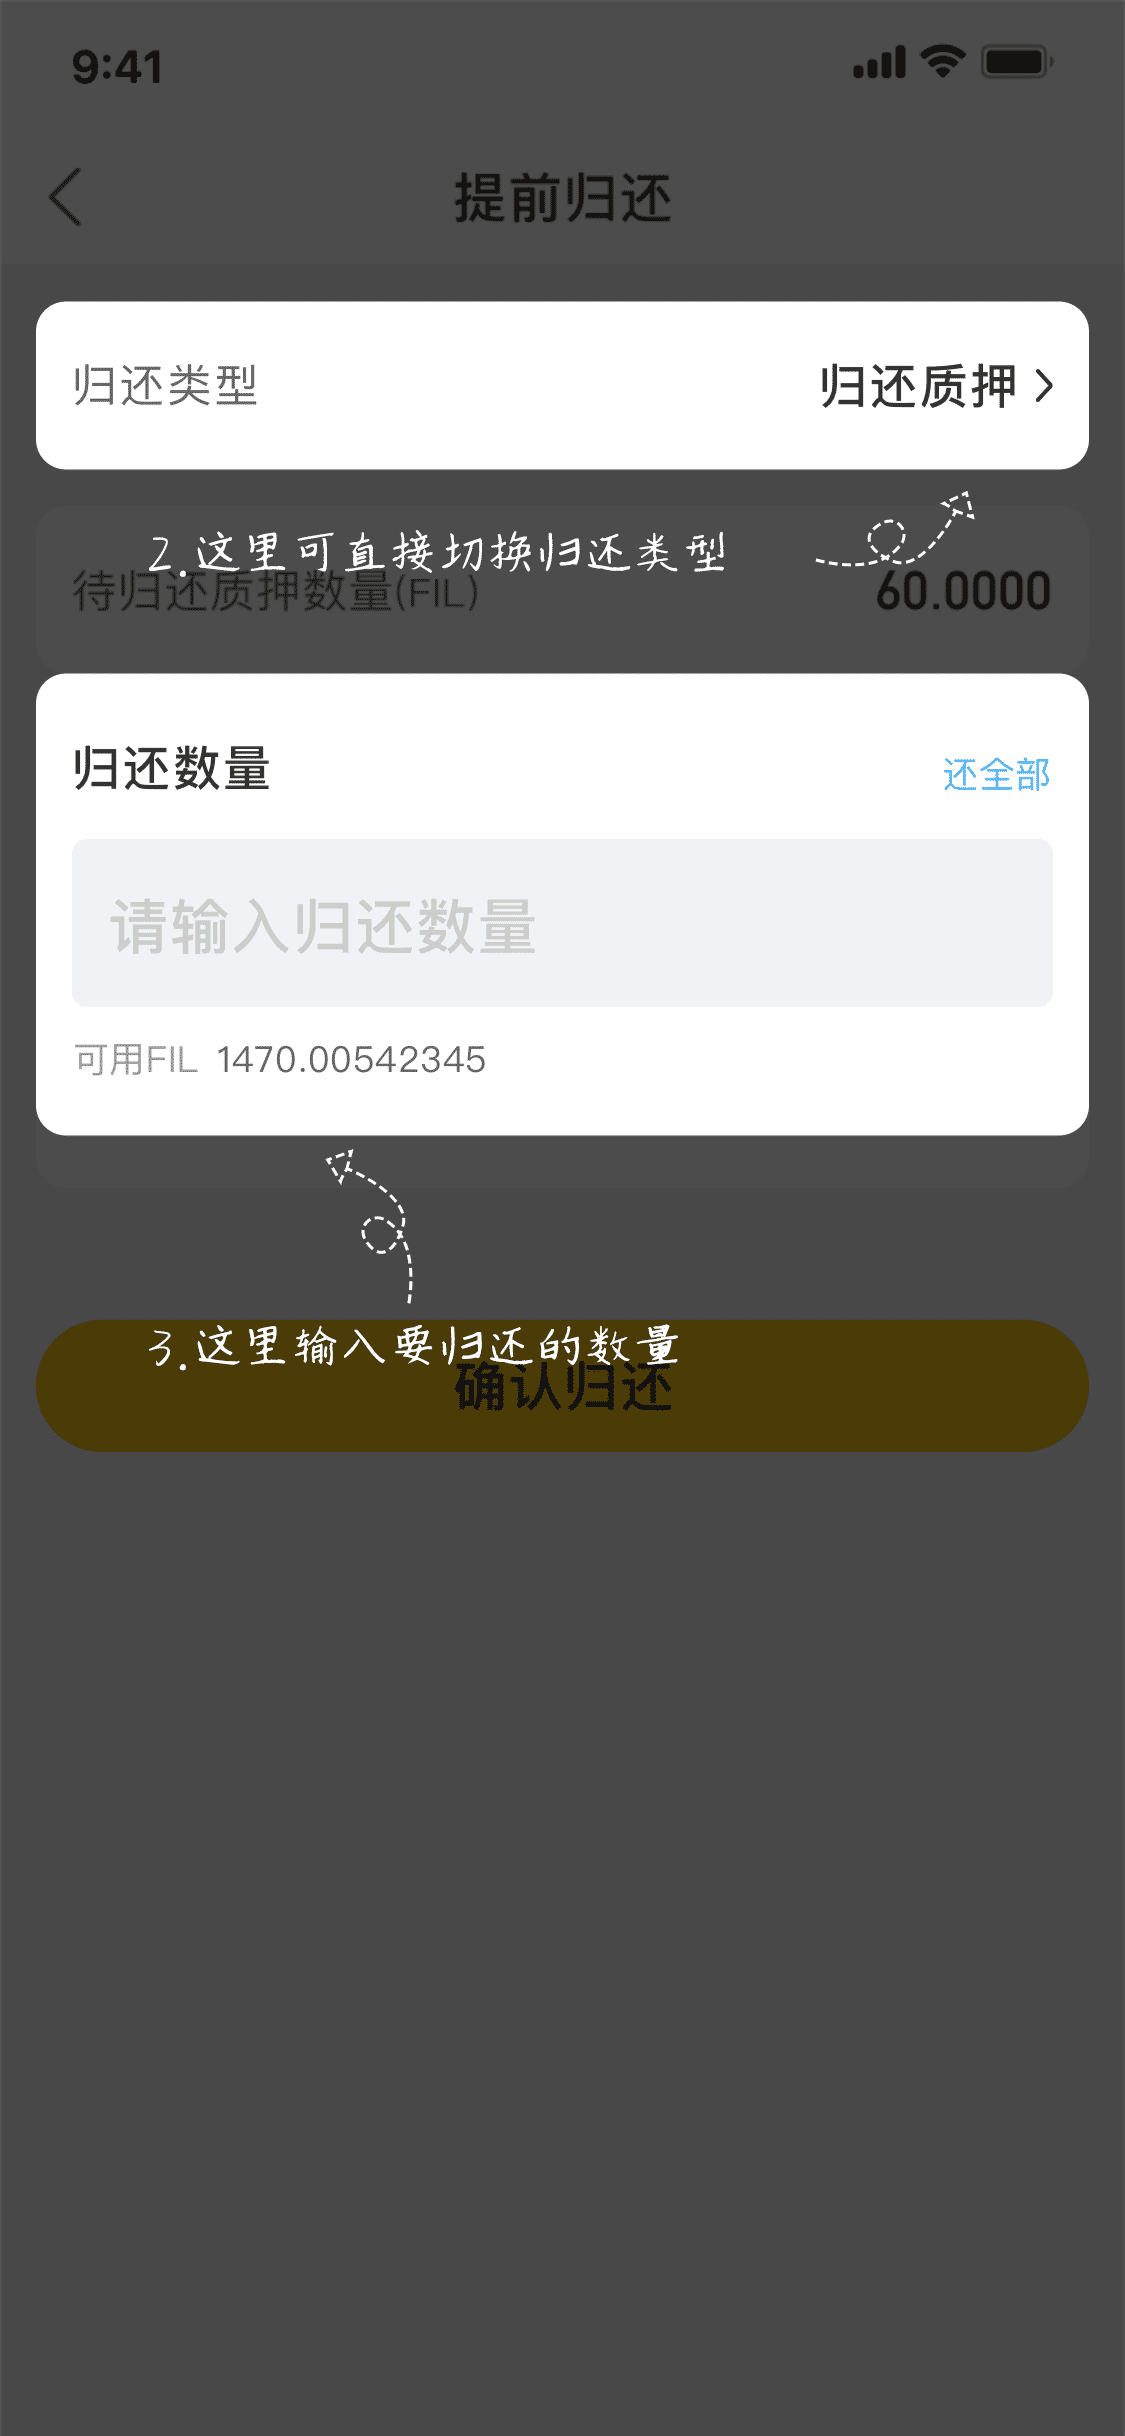 9:41
提前归还
归还类型 归还质押
2.这里可直接切换归还类型
待归还质押数量(FIL) 60.0000
归还数量 还全部
请输入归还数量
可用FIL 1470.00542345
3.这里输入要归还的数量
确认归还